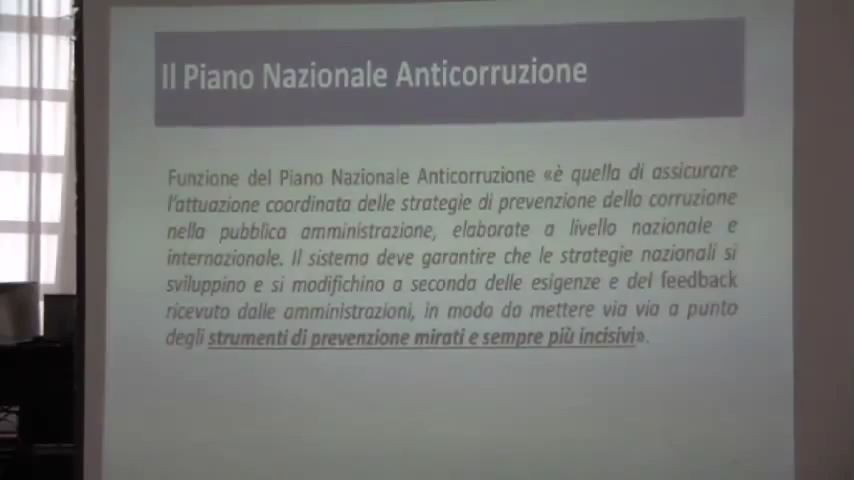 Il Piano Nazionale Anticorruzione
Funzione del Piano Nazionale Anticorruzione «è quella di assicurare
l'attuazione coordinata delle strategie di prevenzione della corruzione
nella pubblica amministrazione, elaborate a livello nazionale e
internazionale. Il sistema deve garantire che le strategie nazionali si
sviluppino e si modifichino a seconda delle esigenze e del feedback
ricevuto dalle amministrazioni, in modo da mettere via via a punto
degli strumenti di prevenzione mirati e sempre più incisivi».